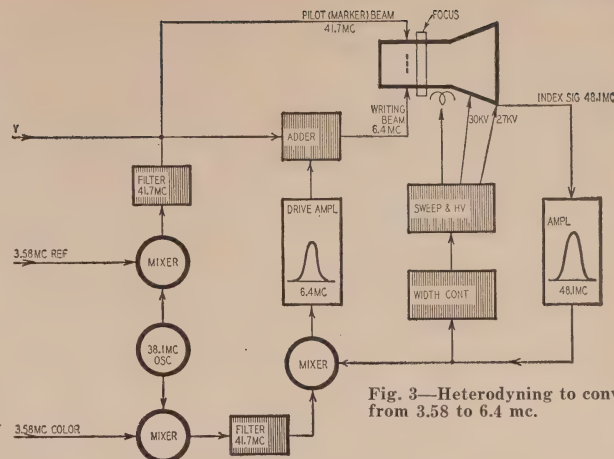 PILOT (MARKER) BEAM
41.7MC
FOCUS
Y
ADDER
WRITING
BEAM
6.4 MC
30KV
27KV
INDEX SIG 48.1MC
FILTER
41.7MC
DRIVE AMPL
6.4MC
SWEEP & HV
AMPL
48.1MC
3.58MC REF
MIXER
WIDTH CONT
38.1MC
OSC
MIXER
3.58MC COLOR
MIXER
FILTER
41.7MC
Fig. 3—Heterodyning to conv
from 3.58 to 6.4 mc.